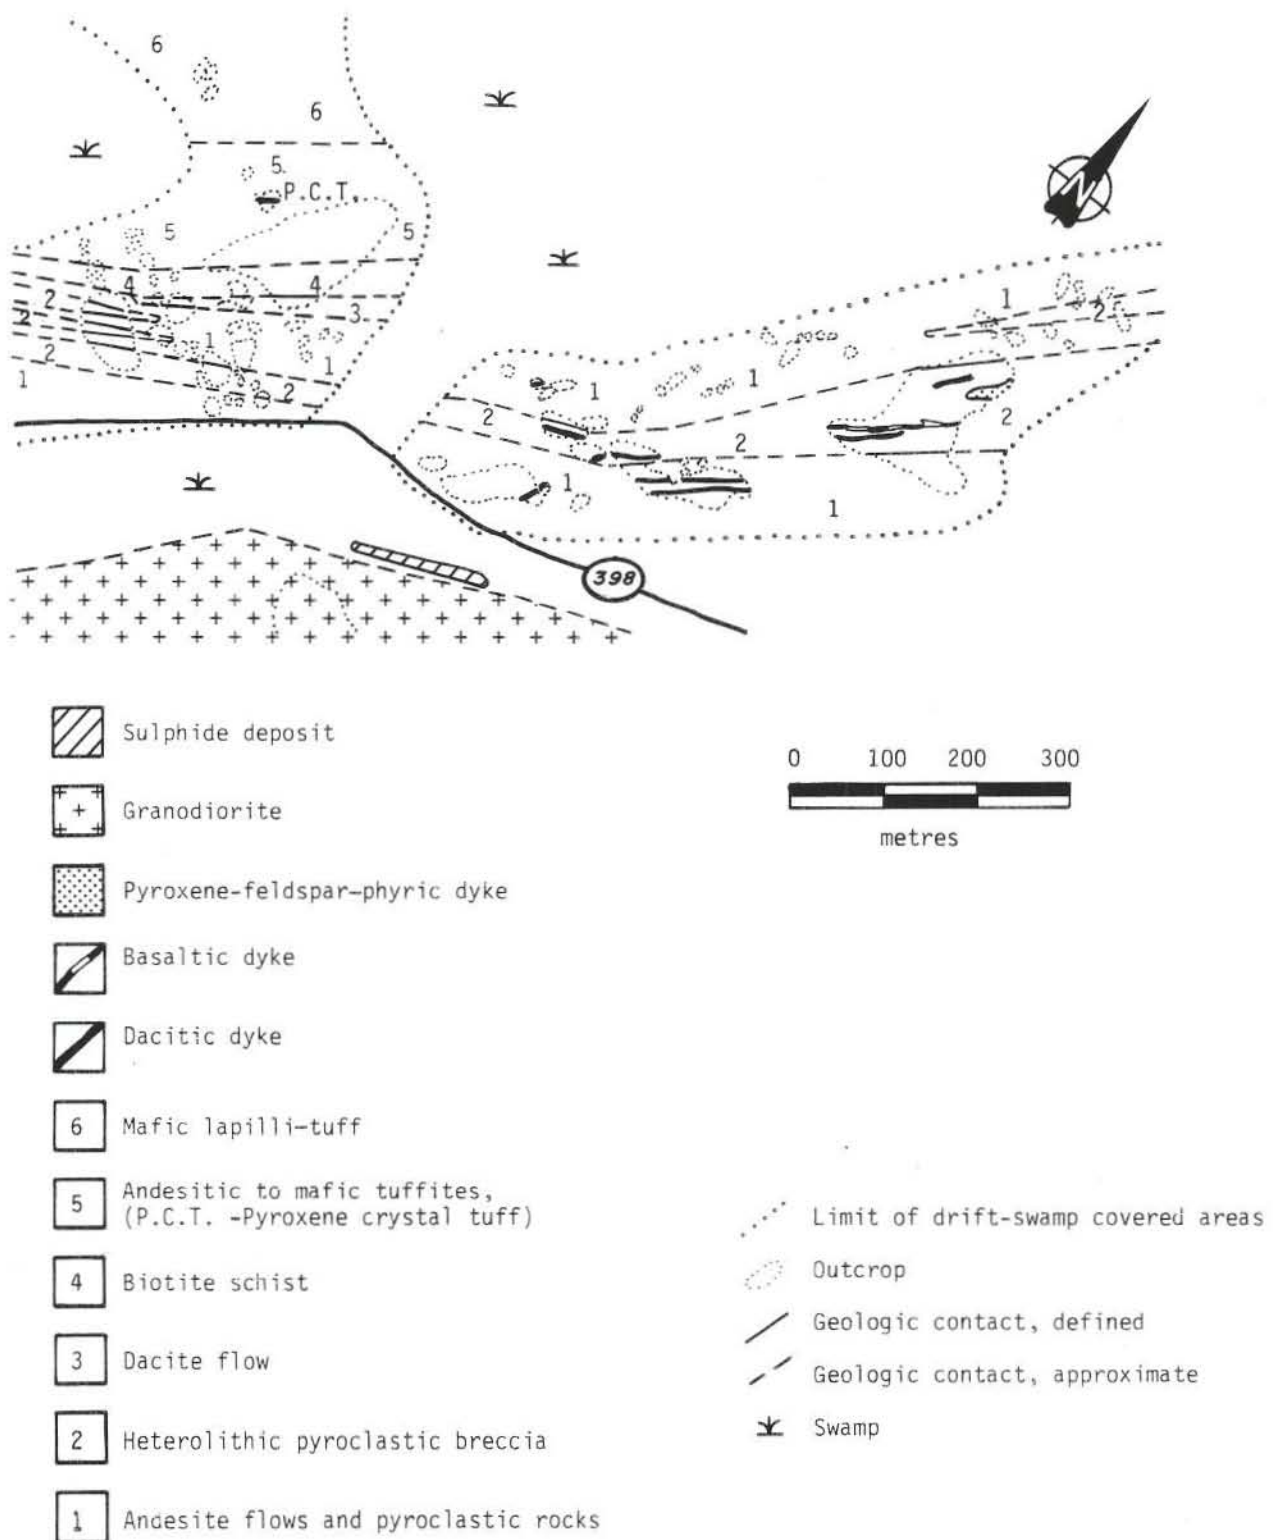 6
6
5
P.C.T.
5
5
N
4
4
2
3
2
1
2
1
1
2
1
2
1
1
2
2
2
1
1
398
Sulphide deposit
0 100 200 300
metres
Granodiorite
Pyroxene-feldspar-phyric dyke
Basaltic dyke
Dacitic dyke
6 Mafic lapilli-tuff
5 Andesitic to mafic tuffites,
(P.C.T. -Pyroxene crystal tuff)
4 Biotite schist
3 Dacite flow
2 Heterolithic pyroclastic breccia
1 Andesite flows and pyroclastic rocks
Limit of drift-swamp covered areas
Outcrop
Geologic contact, defined
Geologic contact, approximate
Swamp